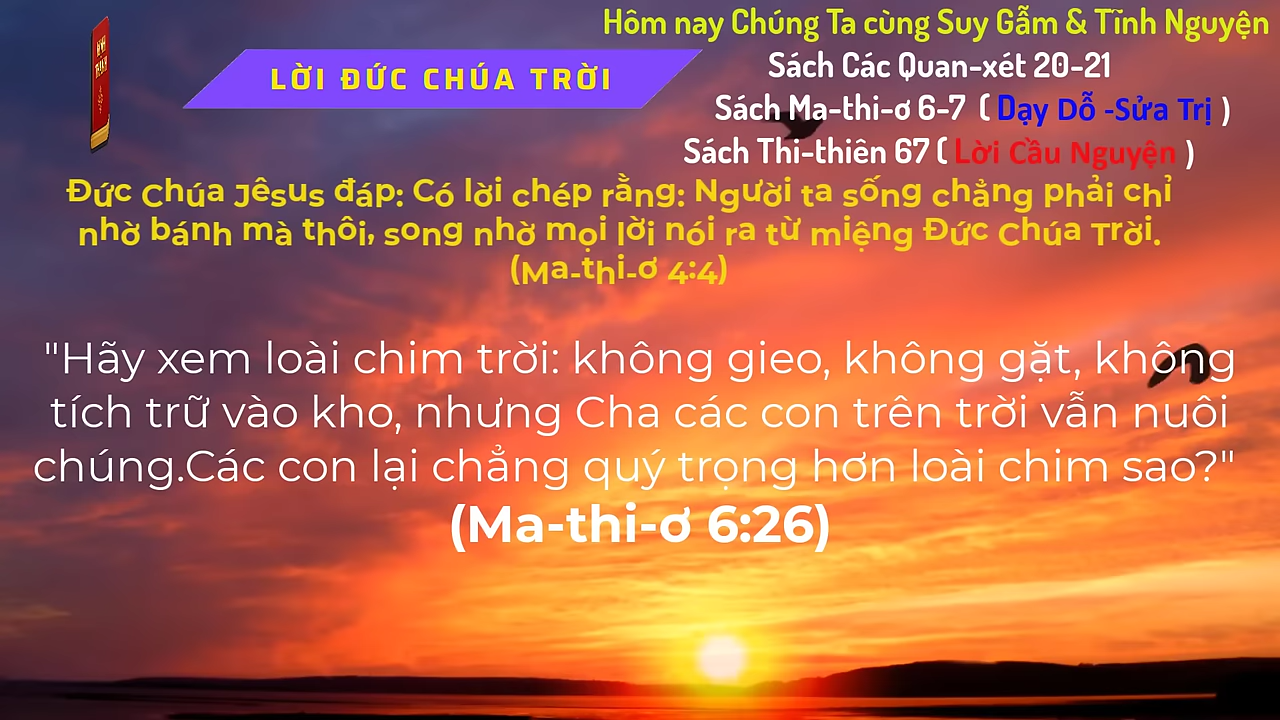 Hôm nay Chúng Ta cùng Suy Gẫm & Tĩnh Nguyện
LỜI ĐỨC CHÚA TRỜI
Sách Các Quan-xét 20-21
Sách Ma-thi-ơ 6-7 ( Dạy Dỗ -Sửa Trị )
Sách Thi-thiên 67 ( Lời Cầu Nguyện )
Đức Chúa Jêsus đáp: Có lời chép rằng: Người ta sống chẳng phải chỉ
nhờ bánh mà thôi, song nhờ mọi lời nói ra từ miệng Đức Chúa Trời.
(Ma-thi-ơ 4:4)
"Hãy xem loài chim trời: không gieo, không gặt, không
tích trữ vào kho, nhưng Cha các con trên trời vẫn nuôi
chúng.Các con lại chẳng quý trọng hơn loài chim sao?"
(Ma-thi-ơ 6:26)